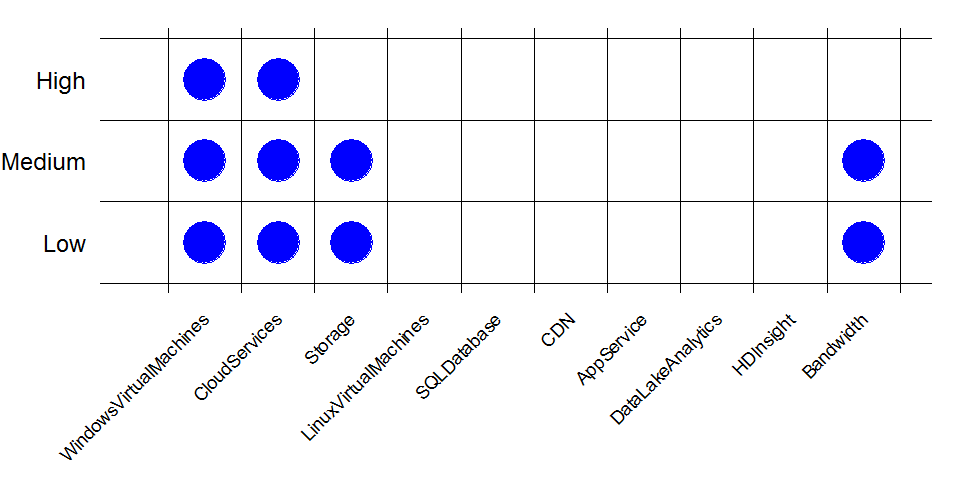 High
Medium
Low
WindowsVirtualMachines
CloudServices
Storage
LinuxVirtualMachines
SQLDatabase
CDN
AppService
DataLakeAnalytics
HDInsight
Bandwidth